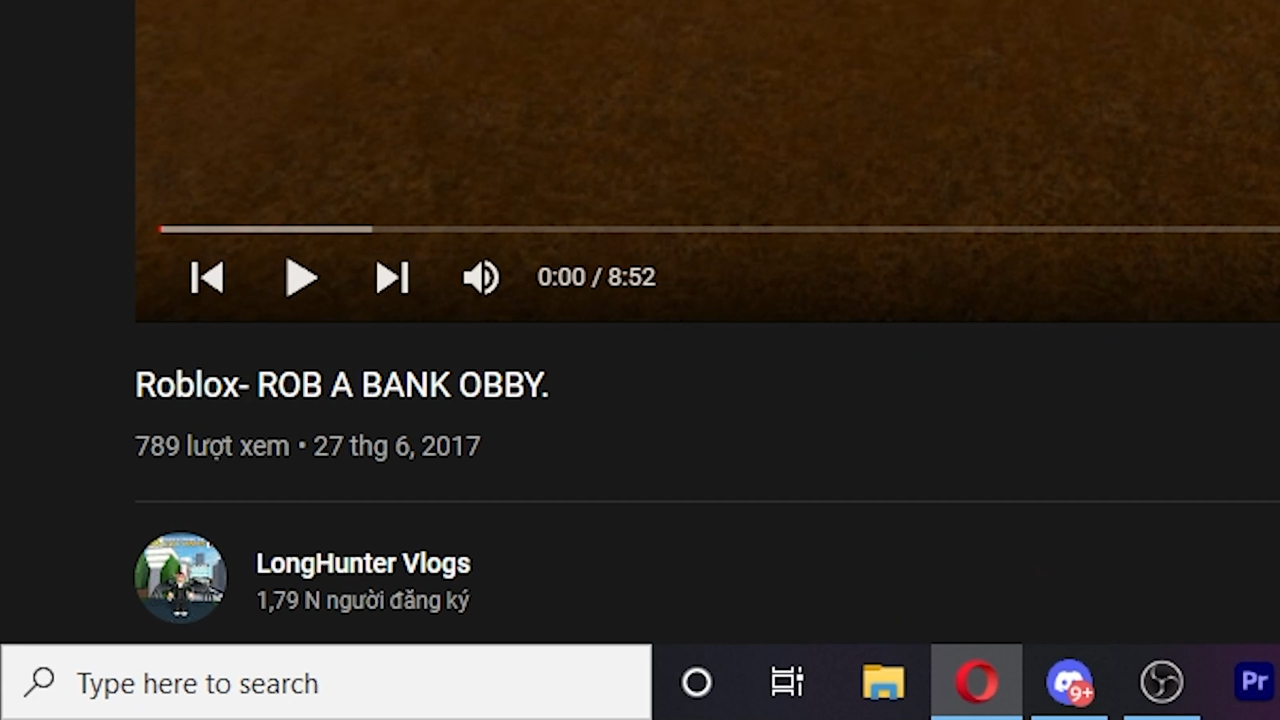 0:00 / 8:52
Roblox- ROB A BANK OBBY.
789 lượt xem • 27 thg 6, 2017
LongHunter Vlogs
1,79 N người đăng ký
Type here to search
9+
Pr